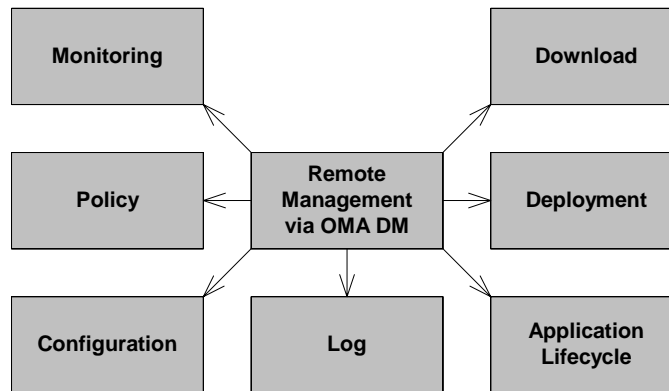 Monitoring
Download
Policy
Remote
Management
via OMA DM
Deployment
Configuration
Log
Application
Lifecycle